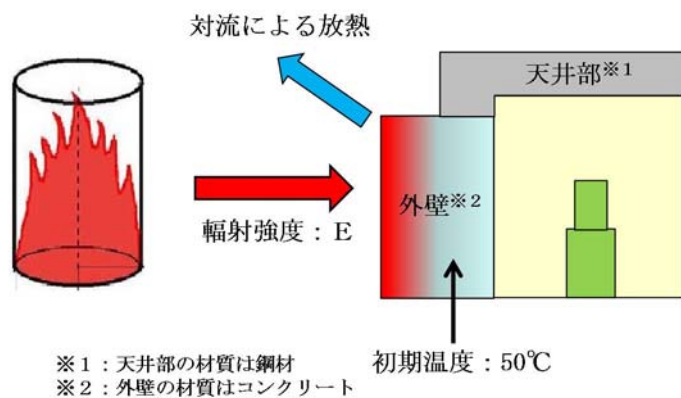 対流による放熱
天井部※1
外壁※2
輻射強度：E
初期温度：50℃
※1：天井部の材質は鋼材
※2：外壁の材質はコンクリート